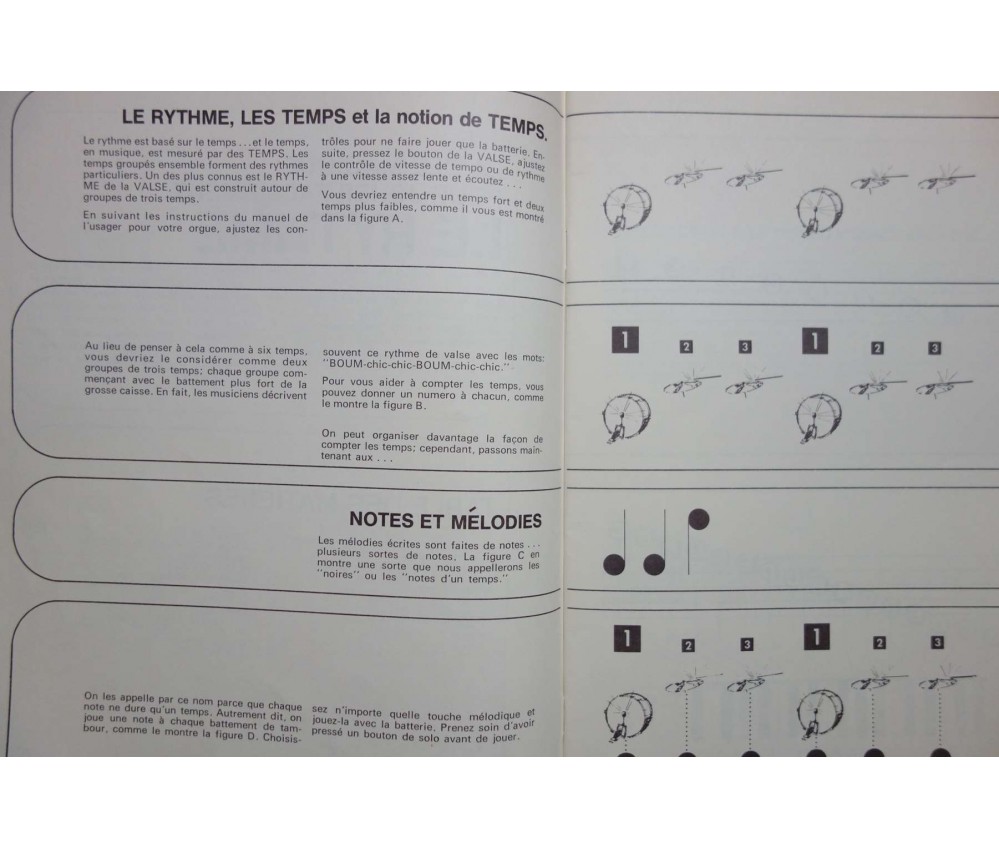 LE RYTHME, LES TEMPS et la notion de TEMPS.
Le rythme est basé sur le temps ...et le temps,
en musique, est mesuré par des TEMPS. Les
temps groupés ensemble forment des rythmes
particuliers. Un des plus connus est le RYTH-
ME de la VALSE, qui est construit autour de
groupes de trois temps.
En suivant les instructions du manuel de
l'usager pour votre orgue, ajustez les con-
trôles pour ne faire jouer que la batterie. En-
suite, pressez le bouton de la VALSE, ajustez
le contrôle de vitesse de tempo ou de rythme
à une vitesse assez lente et écoutez ...
Vous devriez entendre un temps fort et deux
temps plus faibles, comme il vous est montré
dans la figure A.
Au lieu de penser à cela comme à six temps,
vous devriez le considérer comme deux
groupes de trois temps; chaque groupe com-
mençant avec le battement plus fort de la
grosse caisse. En fait, les musiciens décrivent
souvent ce rythme de valse avec les mots:
"BOUM-chic-chic-BOUM-chic-chic."
Pour vous aider à compter les temps, vous
pouvez donner un numero à chacun, comme
le montre la figure B.
On peut organiser davantage la façon de
compter les temps; cependant, passons main-
tenant aux ...
1 2 3 1 2 3
NOTES ET MÉLODIES
Les mélodies écrites sont faites de notes ...
plusieurs sortes de notes. La figure C en
montre une sorte que nous appellerons les
"noires" ou les "notes d'un temps."
1 2 3 1 2 3
On les appelle par ce nom parce que chaque
note ne dure qu'un temps. Autrement dit, on
joue une note à chaque battement de tam-
bour, comme le montre la figure D. Choisis-
sez n'importe quelle touche mélodique et
jouez-la avec la batterie. Prenez soin d'avoir
pressé un bouton de solo avant de jouer.